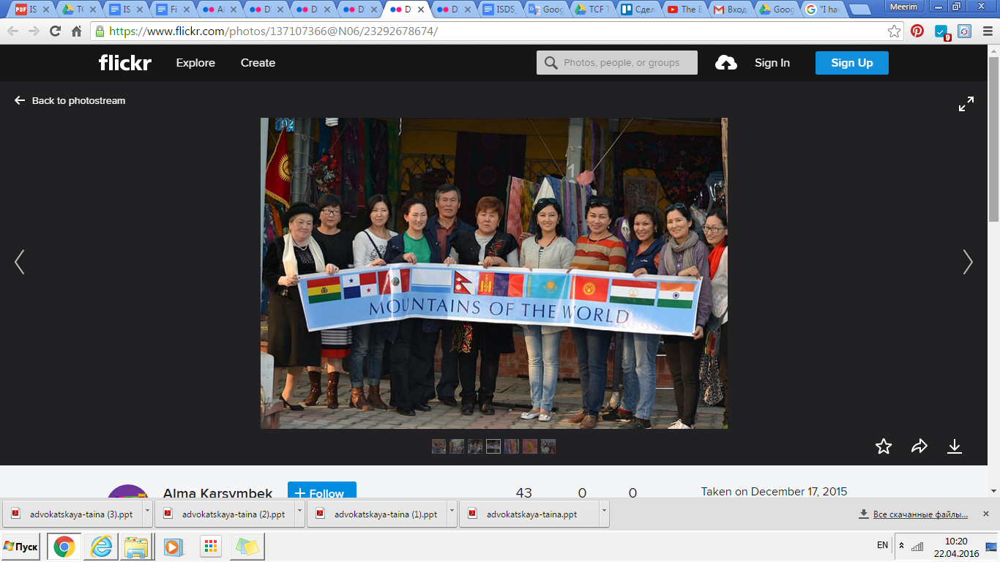 IS
TC
IS
Fi
Al
D
D
D
D
D
ISDS_
Goog
TCF T
Сдел
The E
Вход
Goog
"I hav
Meerim
https://www.flickr.com/photos/137107366@N06/23292678674/
9
flickr Explore Create Photos, people, or groups Sign In Sign Up
Back to photostream
MOUNTAINS OF THE WORLD
Alma Karsymbek + Follow 43 0 0 Taken on December 17, 2015
advokatskaya-taina (3).ppt advokatskaya-taina (2).ppt advokatskaya-taina (1).ppt advokatskaya-taina.ppt Все скачанные файлы...
Пуск EN 10:20
22.04.2016